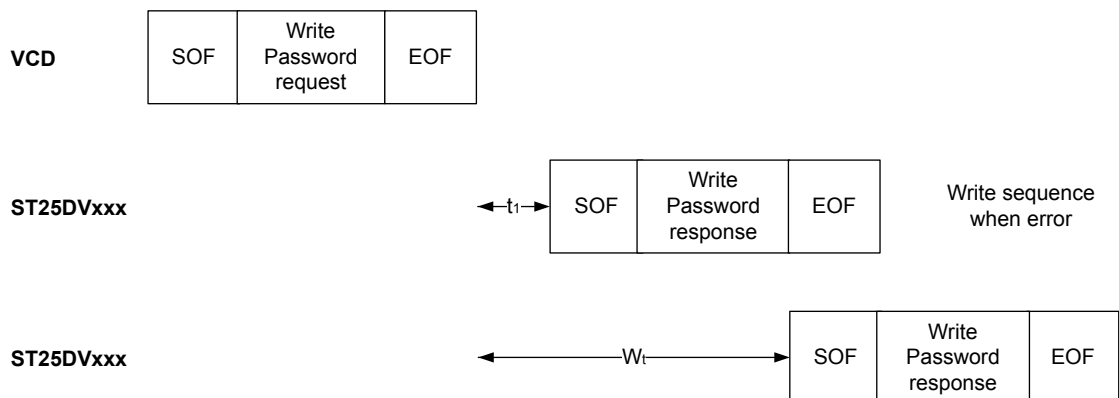 VCD
SOF
Write
Password
request
EOF
ST25DVxxx
t1
SOF
Write
Password
response
EOF
Write sequence
when error
ST25DVxxx
Wt
SOF
Write
Password
response
EOF